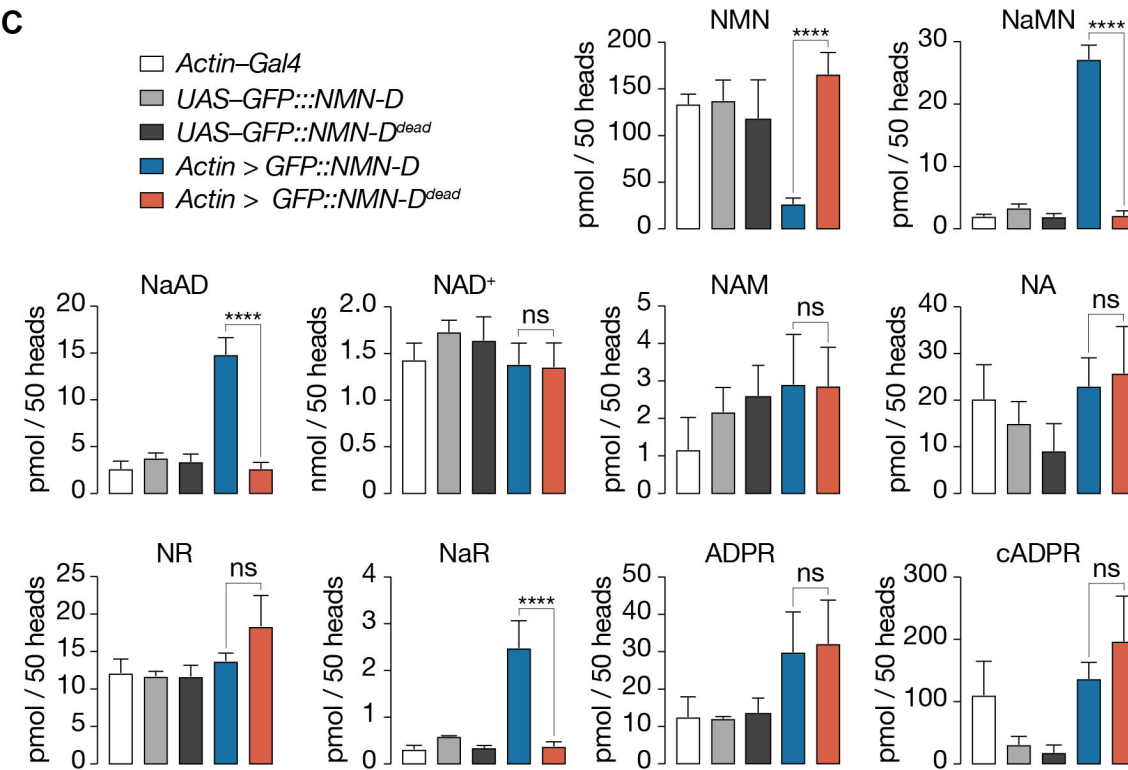 C
Actin–Gal4
UAS–GFP:::NMN-D
UAS–GFP::NMN-Ddead
Actin > GFP::NMN-D
Actin > GFP::NMN-Ddead
NMN
pmol / 50 heads
200
150
100
50
0
****
NaMN
pmol / 50 heads
30
20
10
0
****
NaAD
pmol / 50 heads
20
15
10
5
0
****
NAD+
nmol / 50 heads
2.0
1.5
1.0
0.5
0
ns
NAM
pmol / 50 heads
5
4
3
2
1
0
ns
NA
pmol / 50 heads
40
30
20
10
0
ns
NR
pmol / 50 heads
25
20
15
10
5
0
ns
NaR
pmol / 50 heads
4
3
2
1
0
****
ADPR
pmol / 50 heads
50
40
30
20
10
0
ns
cADPR
pmol / 50 heads
300
200
100
0
ns